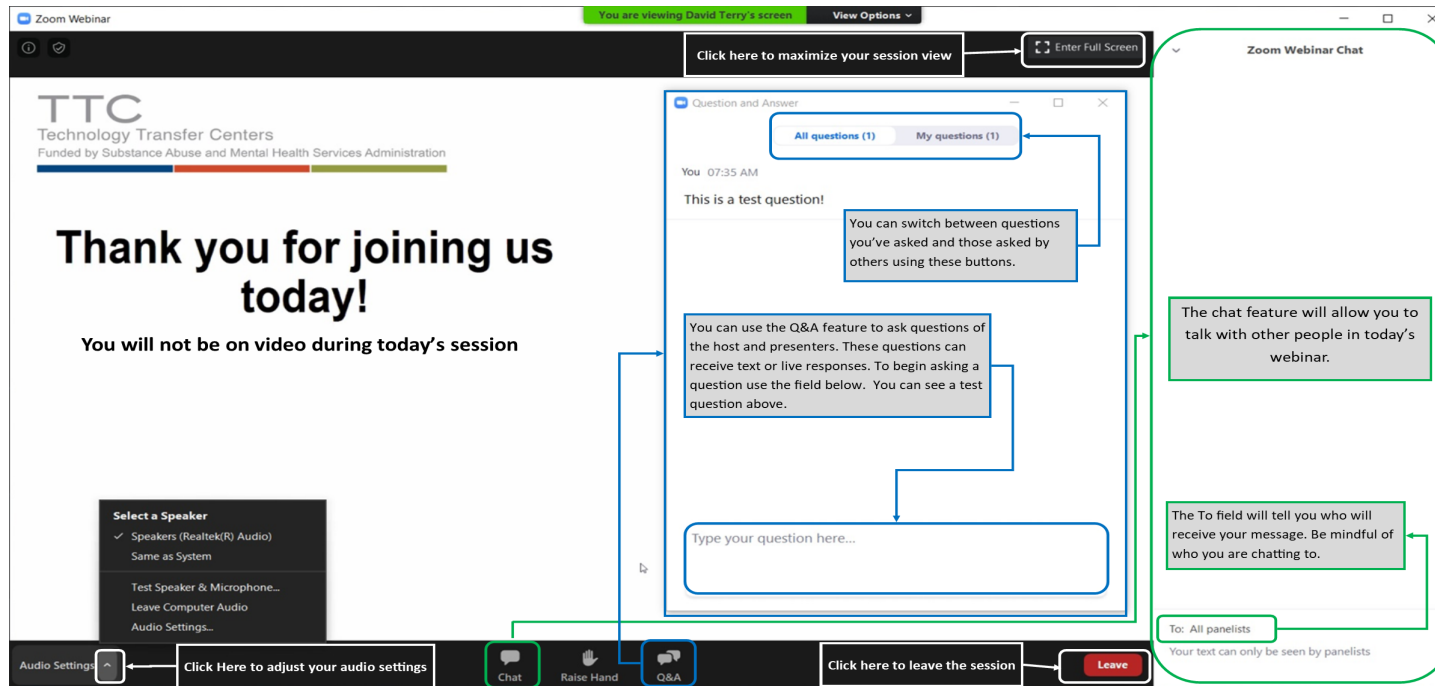 Zoom Webinar
You are viewing David Terry's screen
View Options
Click here to maximize your session view
Enter Full Screen
Zoom Webinar Chat
TTC
Technology Transfer Centers
Funded by Substance Abuse and Mental Health Services Administration
Thank you for joining us
today!
You will not be on video during today's session
Question and Answer
All questions (1)
My questions (1)
You 07:35 AM
This is a test question!
You can switch between questions
you've asked and those asked by
others using these buttons.
You can use the Q&A feature to ask questions of
the host and presenters. These questions can
receive text or live responses. To begin asking a
question use the field below. You can see a test
question above.
Type your question here...
The chat feature will allow you to
talk with other people in today's
webinar.
The To field will tell you who will
receive your message. Be mindful of
who you are chatting to.
To: All panelists
Your text can only be seen by panelists
Select a Speaker
Speakers (Realtek(R) Audio)
Same as System
Test Speaker & Microphone...
Leave Computer Audio
Audio Settings...
Audio Settings
Click Here to adjust your audio settings
Chat
Raise Hand
Q&A
Click here to leave the session
Leave